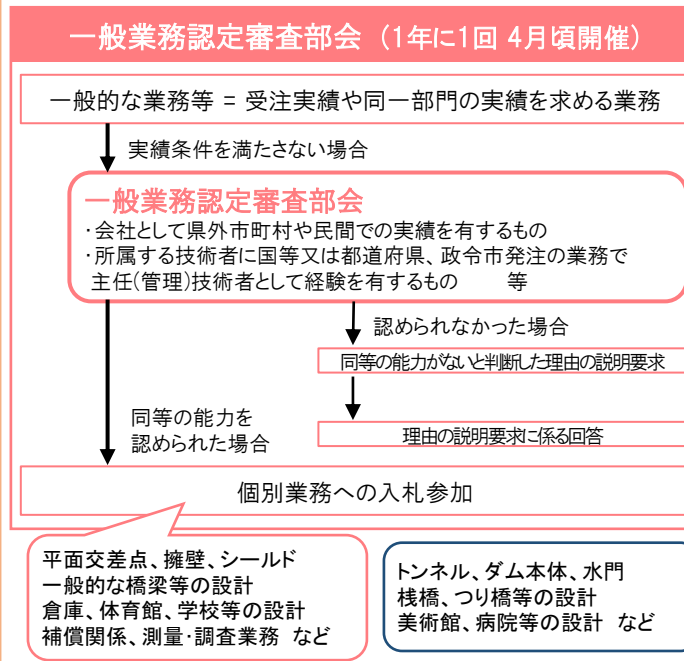 一般業務認定審査部会（1年に1回 4月頃開催）
一般的な業務等 = 受注実績や同一部門の実績を求める業務
実績条件を満たさない場合
一般業務認定審査部会
・会社として県外市町村や民間での実績を有するもの
・所属する技術者に国等又は都道府県、政令市発注の業務で
主任(管理)技術者として経験を有するもの　　等
認められなかった場合
同等の能力がないと判断した理由の説明要求
同等の能力を
認められた場合
理由の説明要求に係る回答
個別業務への入札参加
平面交差点、擁壁、シールド
一般的な橋梁等の設計
倉庫、体育館、学校等の設計
補償関係、測量・調査業務 など
トンネル、ダム本体、水門
桟橋、つり橋等の設計
美術館、病院等の設計 など